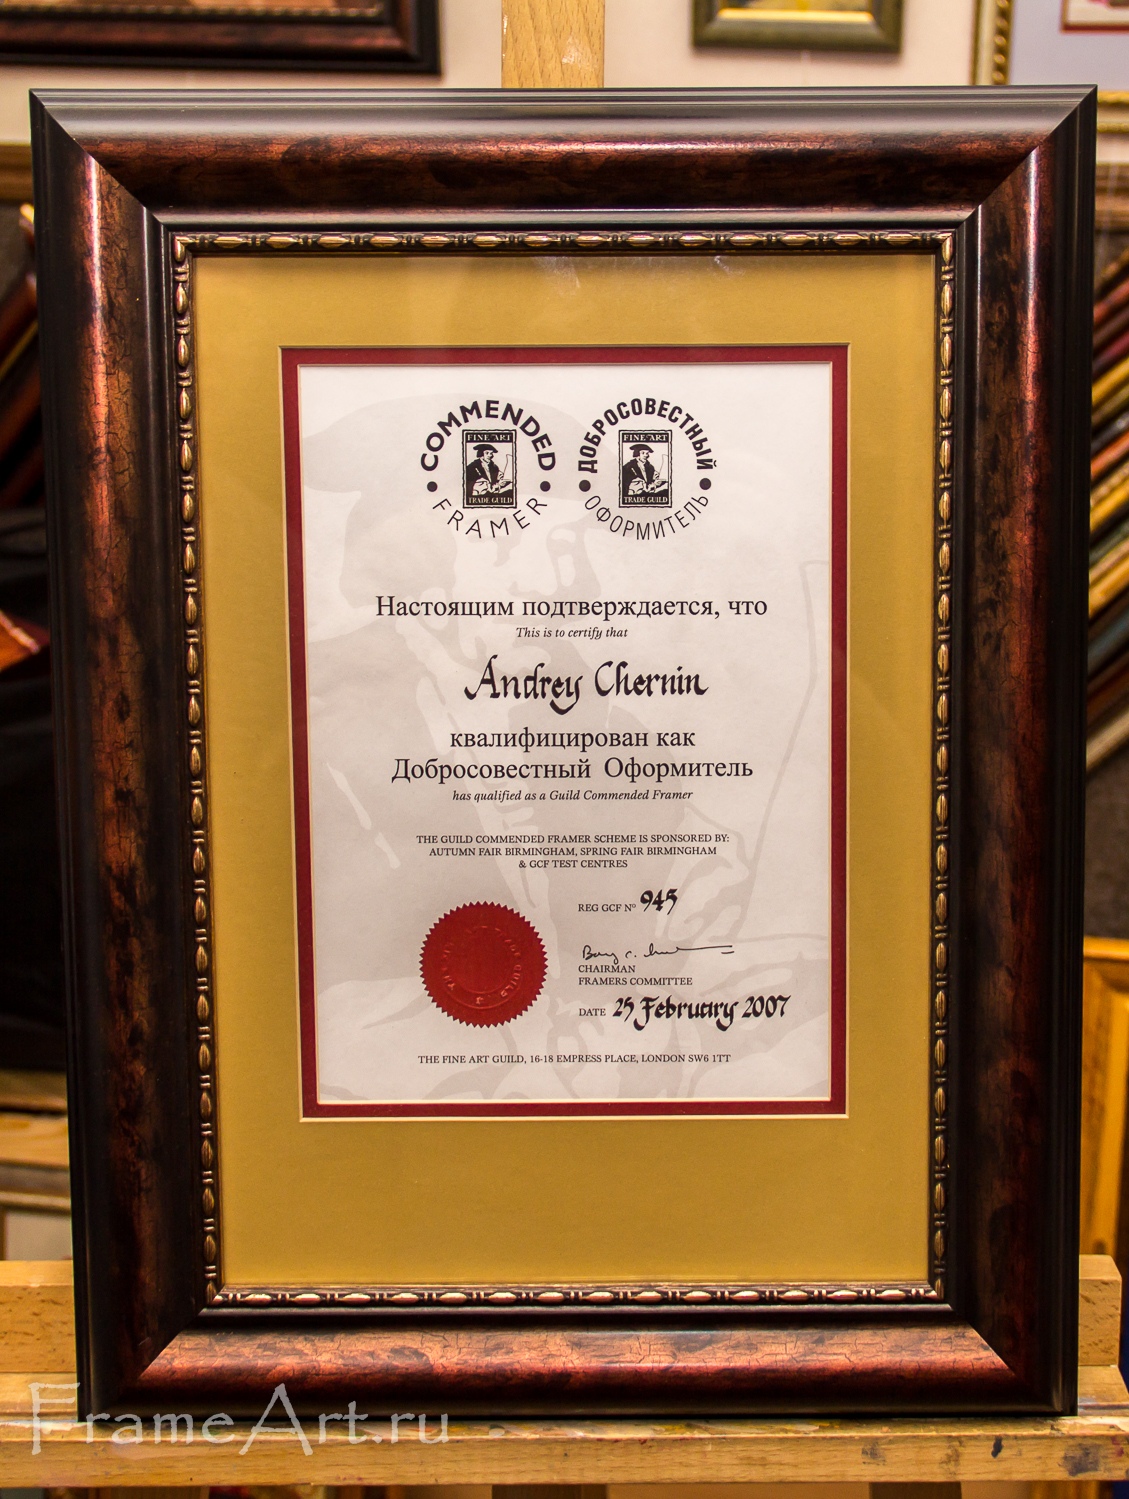 COMMENDED
FINE ART
TRADE GUILD
FRAMER
ДОБРОСОВЕСТНЫЙ
FINE ART
TRADE GUILD
ОФОРМИТЕЛЬ
Настоящим подтверждается, что
This is to certify that
Andrey Chernin
квалифицирован как
Добросовестный Оформитель
has qualified as a Guild Commended Framer
THE GUILD COMMENDED FRAMER SCHEME IS SPONSORED BY:
AUTUMN FAIR BIRMINGHAM, SPRING FAIR BIRMINGHAM
& GCF TEST CENTRES
REG GCF Nº 945
CHAIRMAN
FRAMERS COMMITTEE
DATE 25 February 2007
THE FINE ART GUILD, 16-18 EMPRESS PLACE, LONDON SW6 1TT
FrameArt.ru